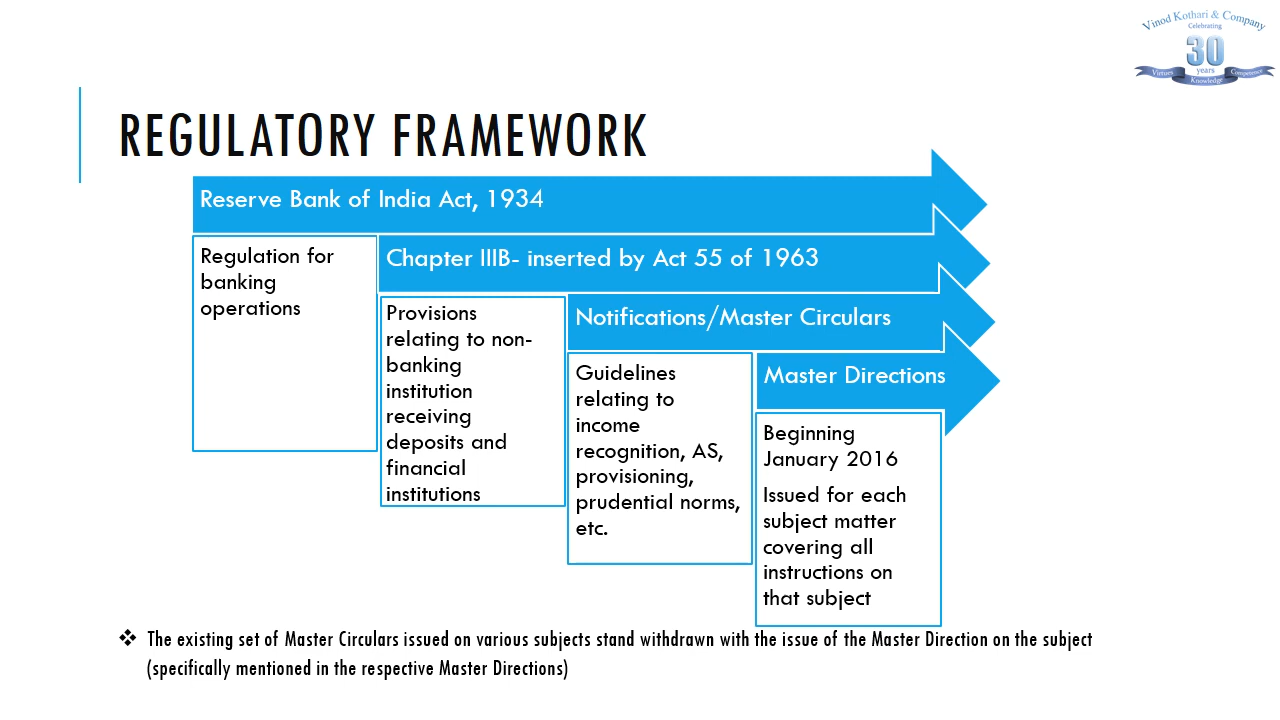 Vinod Kothari & Company
Celebrating
30
years
Virtues
Knowledge
Competence
REGULATORY FRAMEWORK
Reserve Bank of India Act, 1934
Regulation for
banking
operations
Chapter IIIB- inserted by Act 55 of 1963
Provisions
relating to non-
banking
institution
receiving
deposits and
financial
institutions
Notifications/Master Circulars
Guidelines
relating to
income
recognition, AS,
provisioning,
prudential norms,
etc.
Master Directions
Beginning
January 2016
Issued for each
subject matter
covering all
instructions on
that subject
❖ The existing set of Master Circulars issued on various subjects stand withdrawn with the issue of the Master Direction on the subject
(specifically mentioned in the respective Master Directions)